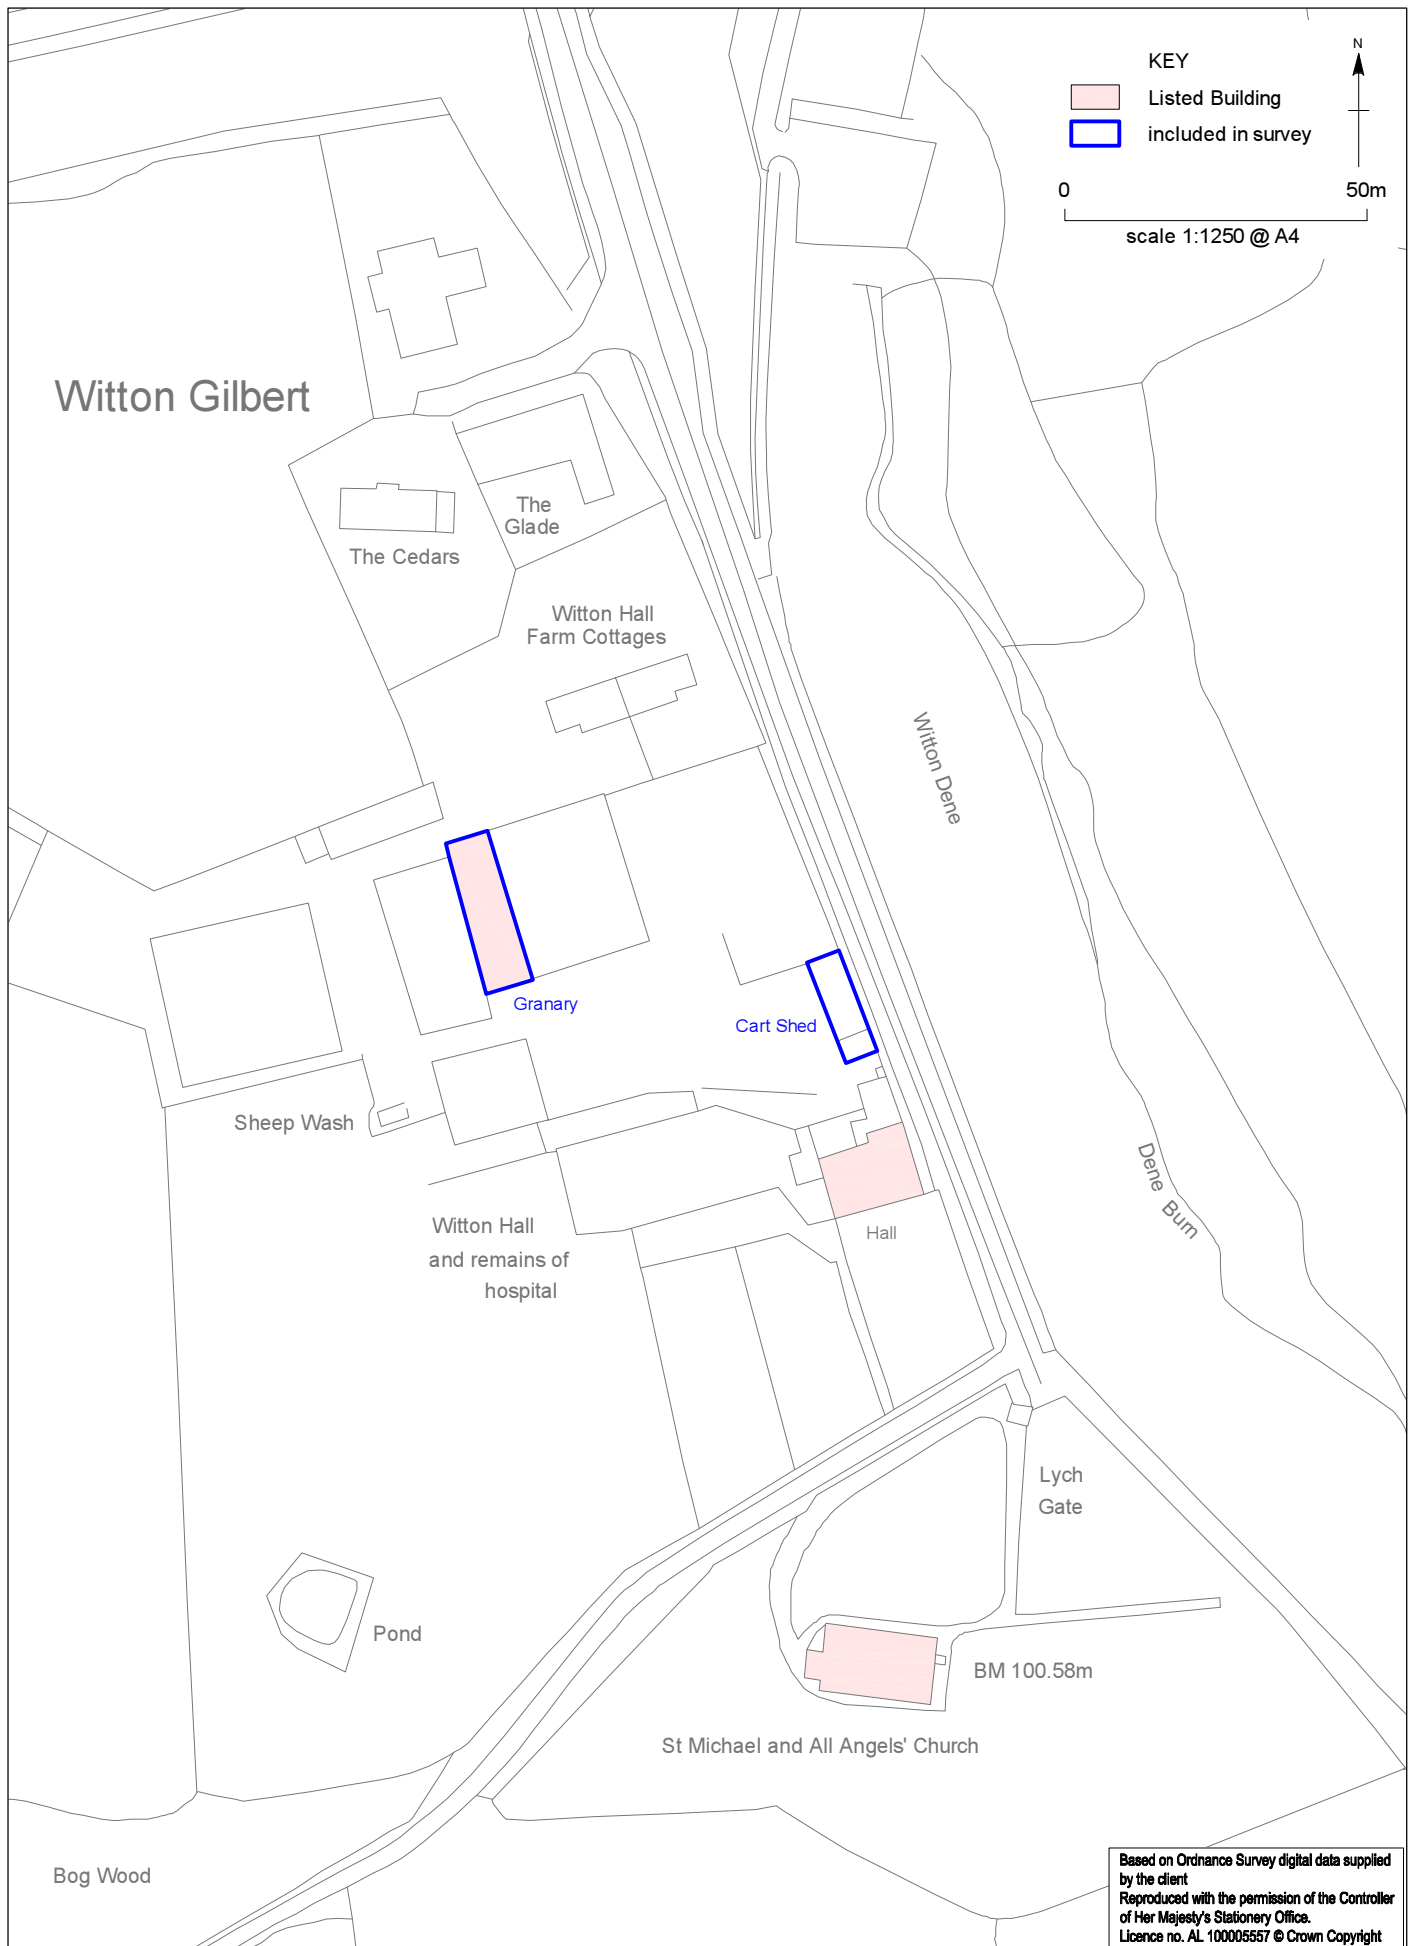 KEY
N
Listed Building
included in survey
0 50m
scale 1:1250 @ A4
Witton Gilbert
The
Glade
The Cedars
Witton Hall
Farm Cottages
Witton Dene
Granary
Cart Shed
Sheep Wash
Dene Burn
Witton Hall
and remains of
hospital
Hall
Lych
Gate
Pond
BM 100.58m
St Michael and All Angels' Church
Bog Wood
Based on Ordnance Survey digital data supplied
by the client
Reproduced with the permission of the Controller
of Her Majesty's Stationery Office.
Licence no. AL 100005557 © Crown Copyright